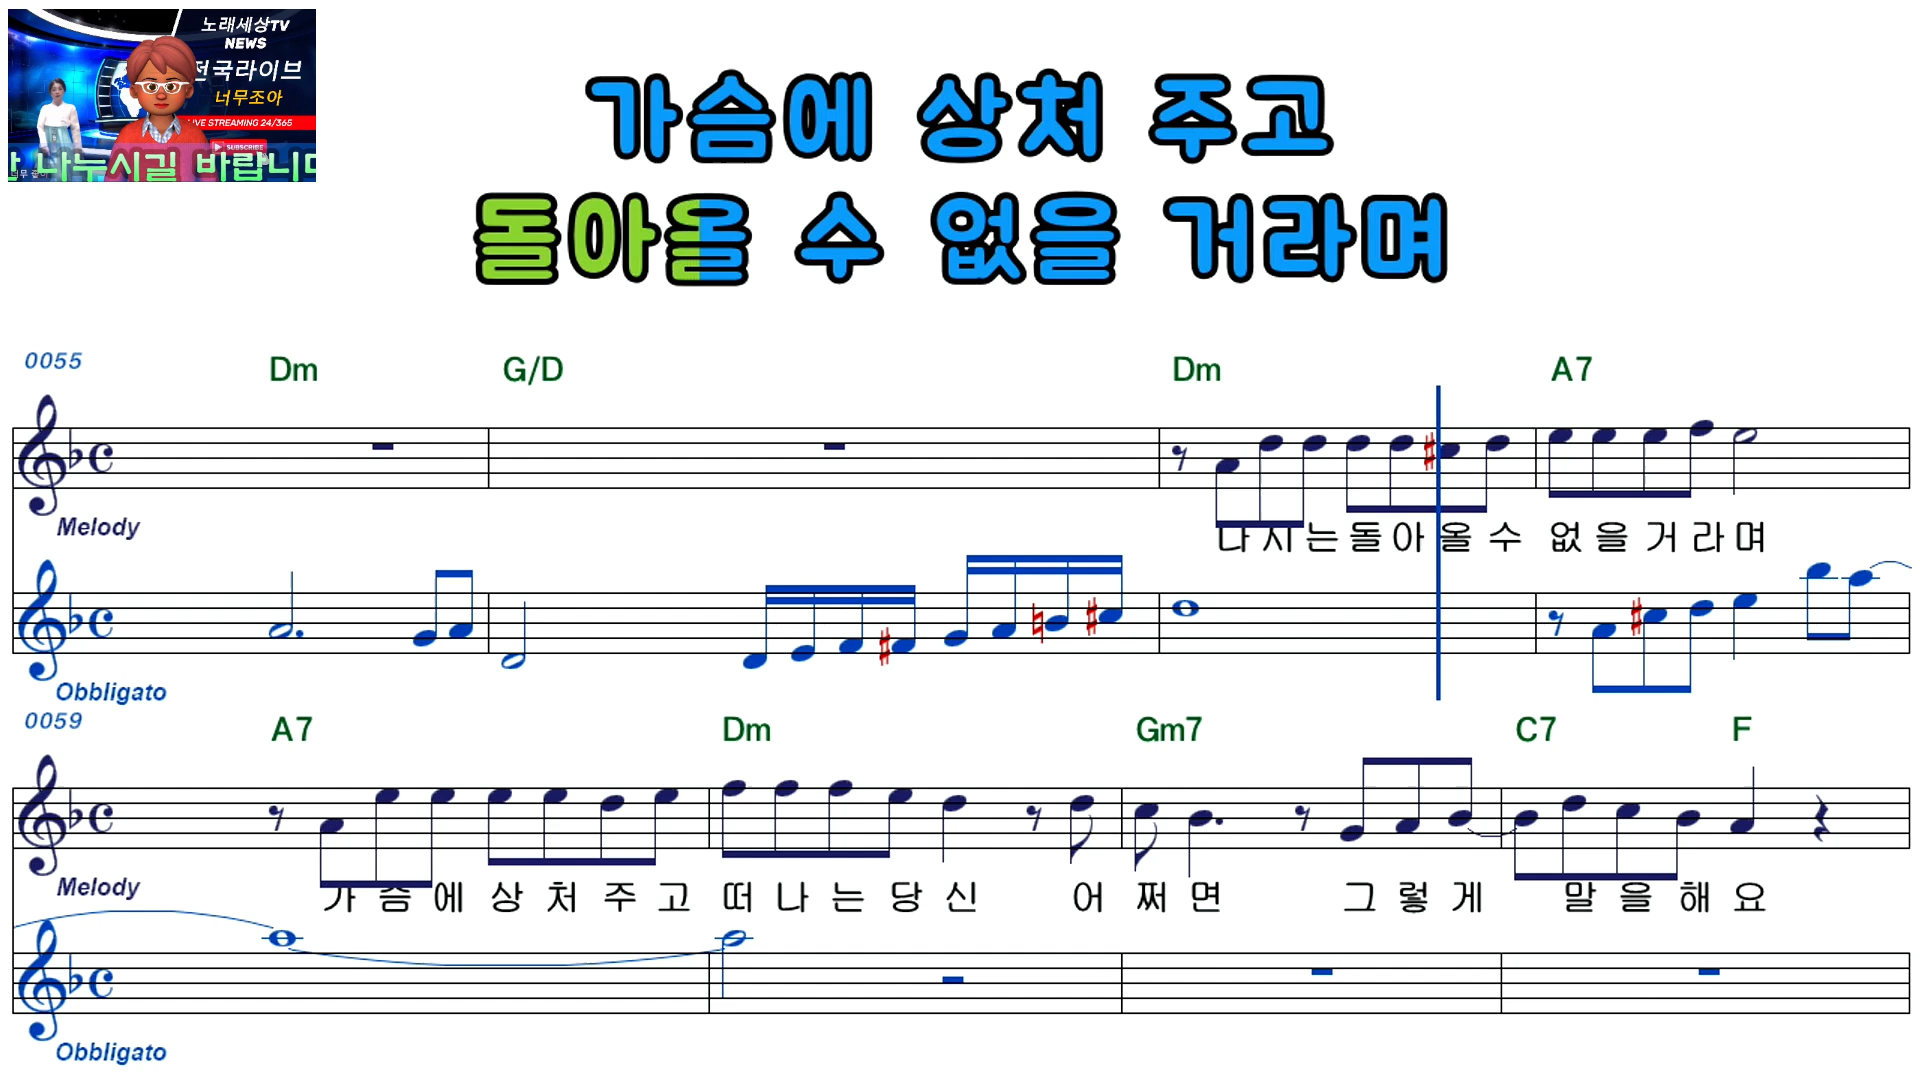 노래세상TV
NEWS
전국라이브
너무조아
LIVE STREAMING 24/365
SUBSCRIBE
나누시길 바랍니다
가슴에 상처 주고
돌아올 수 없을 거라며
0055
Dm G/D Dm A7
Melody
다시는돌아올수 없을거라며
Obbligato
0059
A7 Dm Gm7 C7 F
Melody
가슴에 상처주고 떠나는당신 어쩌면 그렇게 말을해요
Obbligato